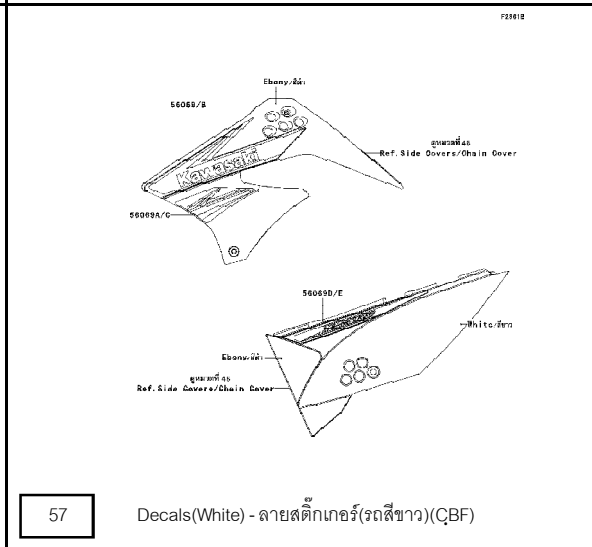 F2861B
Ebony/สีดำ
56069/B
ดูหมวดที่ 45
Ref.Side Covers/Chain Cover
Kawasaki
56069A/C
56069D/E
White/สีขาว
Ebony/สีดำ
ดูหมวดที่ 45
Ref.Side Covers/Chain Cover
57
Decals(White) - ลายสติ๊กเกอร์(รถสีขาว)(CBF)